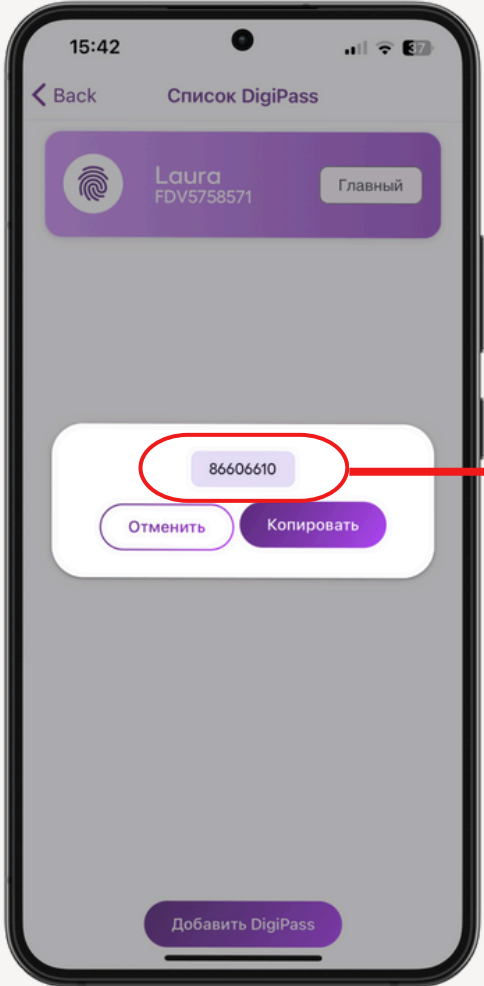 15:42
37
Back
Список DigiPass
Laura
FDV5758571
Главный
86606610
Отменить
Копировать
Добавить DigiPass